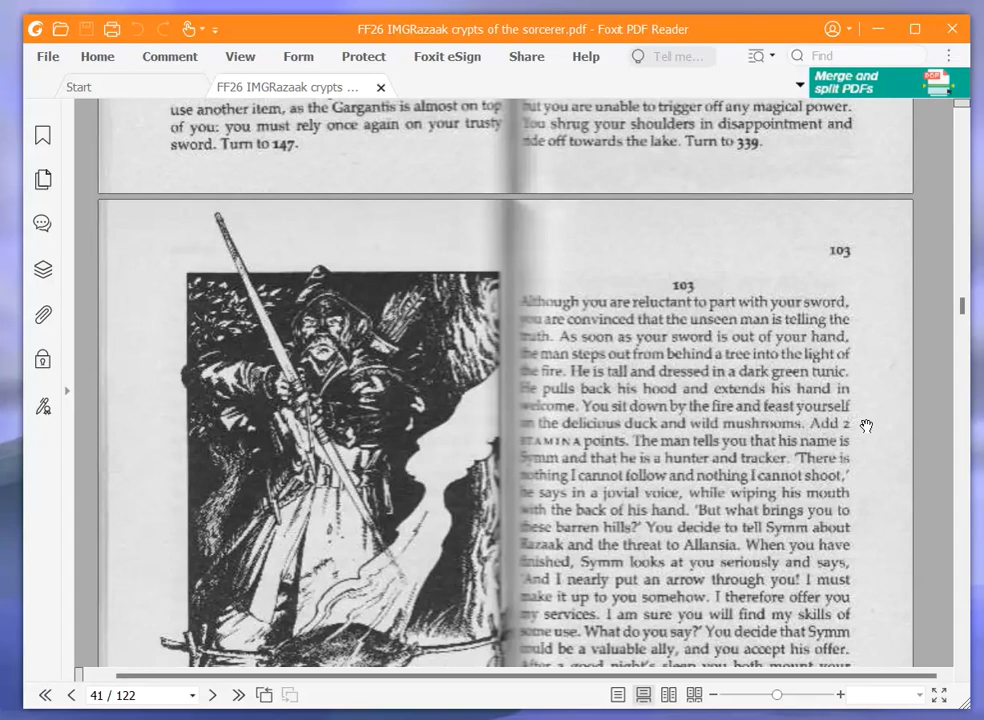 FF26 IMGRazaak crypts of the sorcerer.pdf - Foxit PDF Reader
File Home Comment View Form Protect Foxit eSign Share Help Tell me... Find
Start FF26 IMGRazaak crypts ... Merge and
split PDFs
use another item, as the Gargantis is almost on top
of you: you must rely once again on your trusty
sword. Turn to 147.
but you are unable to trigger off any magical power.
You shrug your shoulders in disappointment and
ride off towards the lake. Turn to 339.
103
103
Although you are reluctant to part with your sword,
you are convinced that the unseen man is telling the
truth. As soon as your sword is out of your hand,
the man steps out from behind a tree into the light of
the fire. He is tall and dressed in a dark green tunic.
He pulls back his hood and extends his hand in
welcome. You sit down by the fire and feast yourself
on the delicious duck and wild mushrooms. Add 2
STAMINA points. The man tells you that his name is
Symm and that he is a hunter and tracker. 'There is
nothing I cannot follow and nothing I cannot shoot,'
he says in a jovial voice, while wiping his mouth
with the back of his hand. 'But what brings you to
these barren hills?' You decide to tell Symm about
Razaak and the threat to Allansia. When you have
finished, Symm looks at you seriously and says,
'And I nearly put an arrow through you! I must
make it up to you somehow. I therefore offer you
my services. I am sure you will find my skills of
some use. What do you say?' You decide that Symm
could be a valuable ally, and you accept his offer.
After a good night's sleep you both mount your
41 / 122